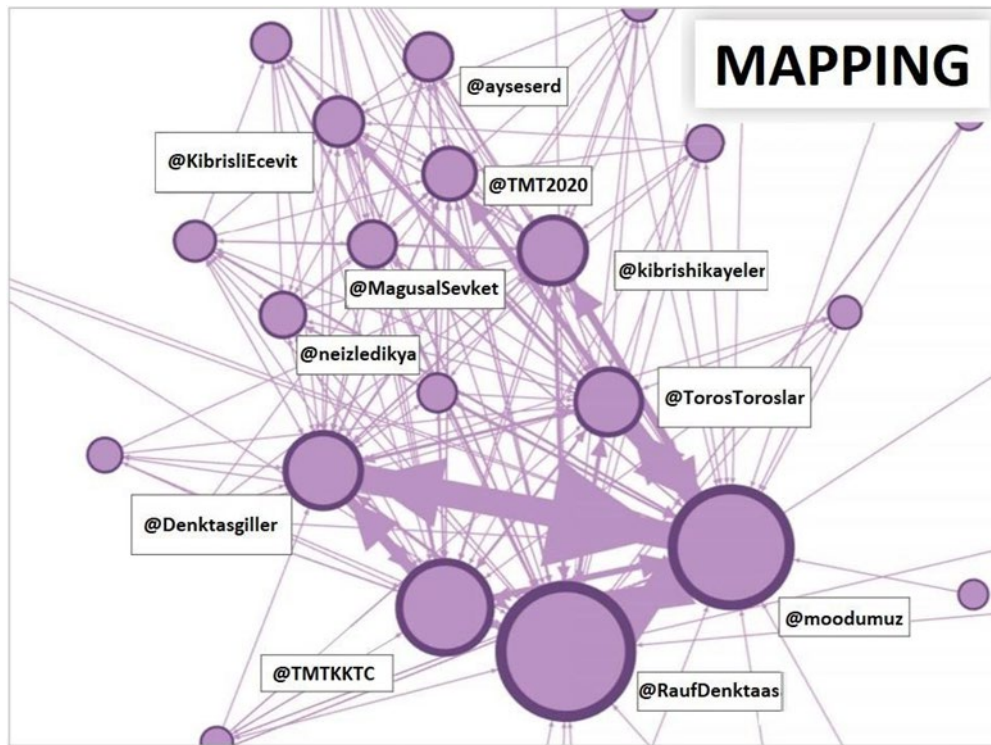 MAPPING
@ayseserd
@KibrisliEcevit
@TMT2020
@kibrishikayeler
@MagusalSevket
@neizledikya
@TorosToroslar
@Denktasgiller
@moodumuz
@TMTKKTC
@RaufDenktaas